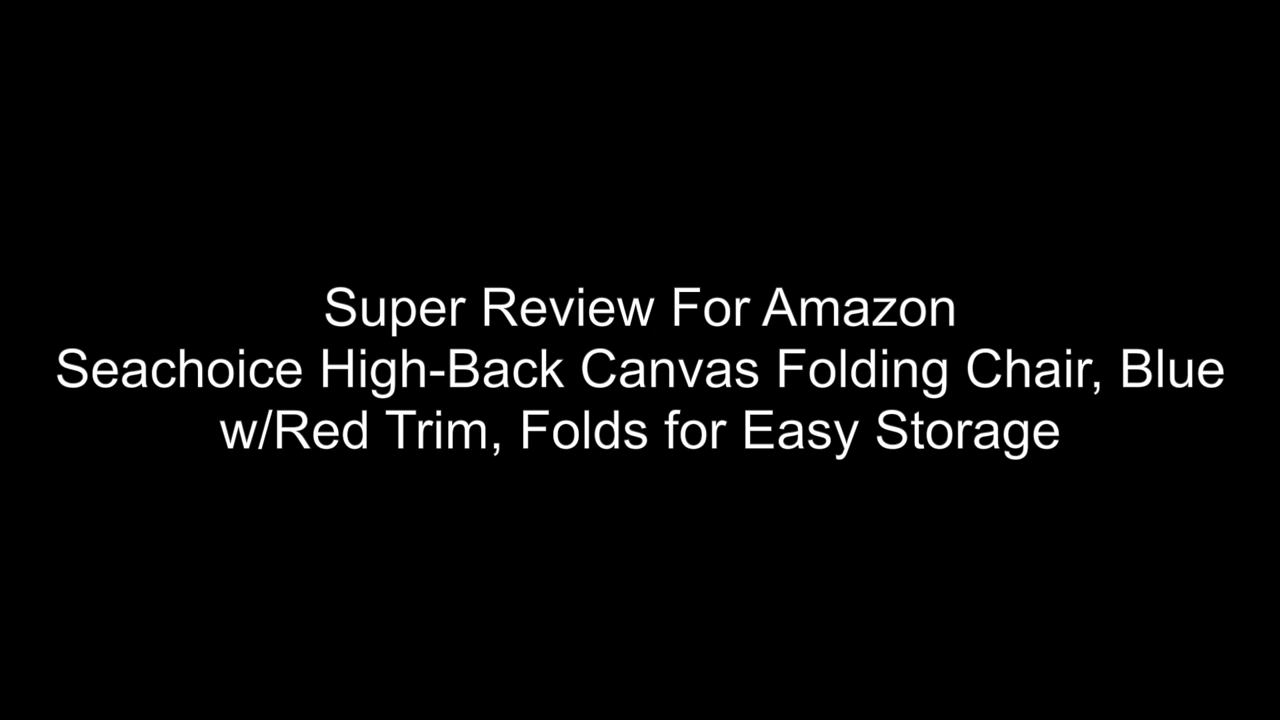 Super Review For Amazon
Seachoice High-Back Canvas Folding Chair, Blue
w/Red Trim, Folds for Easy Storage